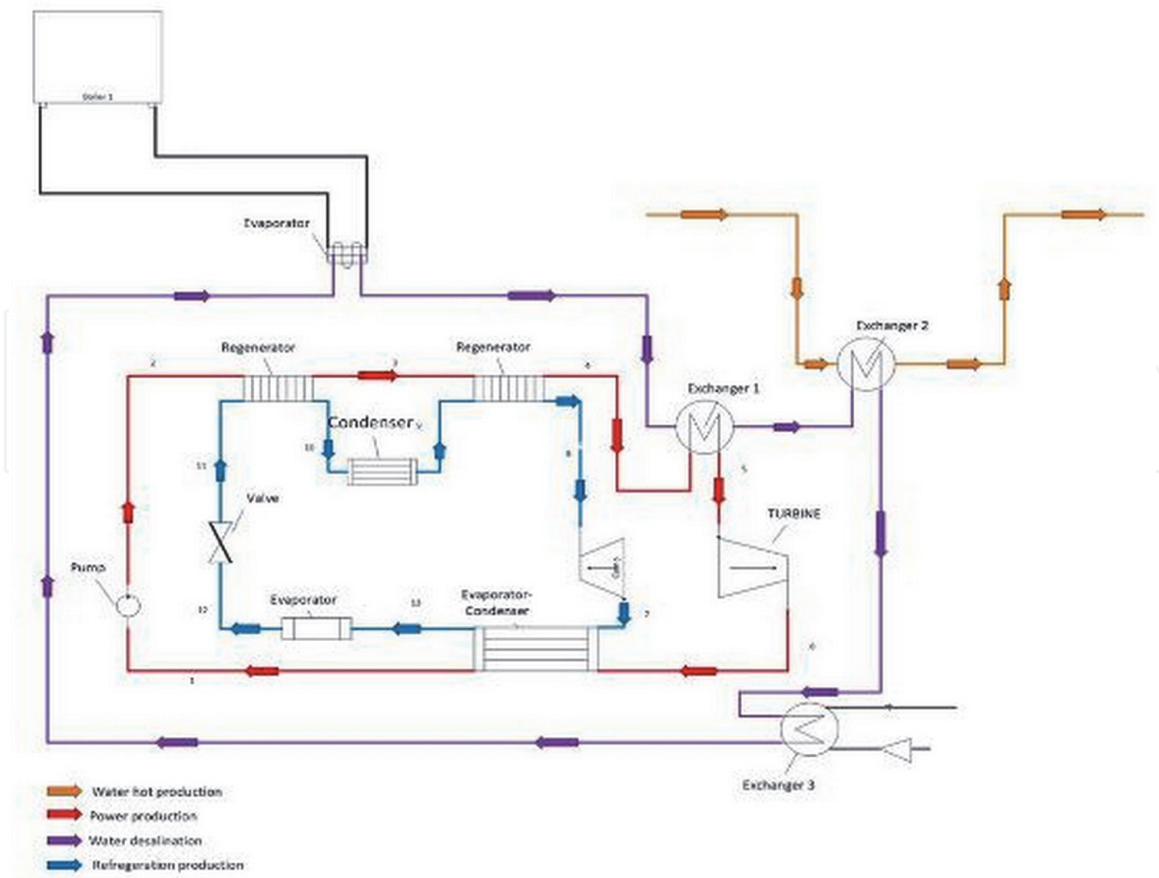 Boiler 1
Evaporator
Exchanger 2
Regenerator
Regenerator
2
3
Exchanger 1
Condenser
10
11
8
5
Valve
TURBINE
Pump
Evaporator-
Condenser
Evaporator
12
13
7
6
1
Exchanger 3
Water hot production
Power production
Water desalination
Refregeration production